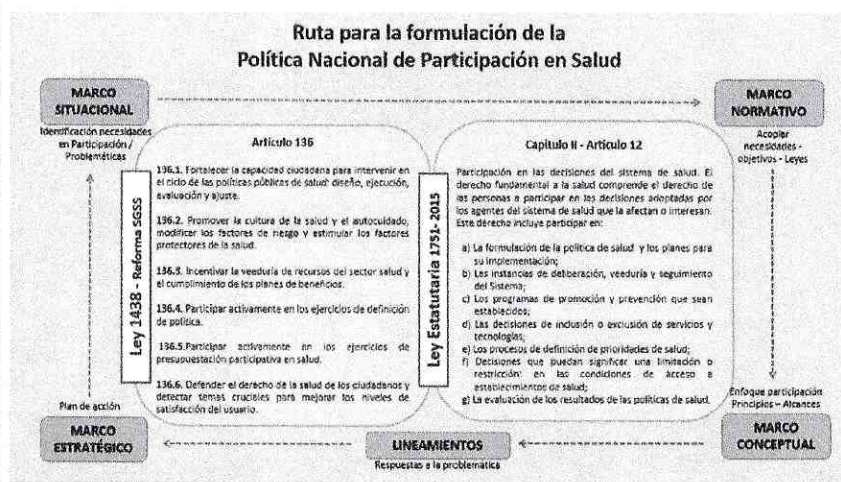 Ruta para la formulación de la
Política Nacional de Participación en Salud
MARCO
SITUACIONAL
Identificación necesidades
en Participación /
Problemáticas
MARCO
NORMATIVO
Acopiar
necesidades -
objetivos - Leyes
Ley 1438 - Reforma SGSS
Artículo 136
136.1. Fortalecer la capacidad ciudadana para intervenir en
el ciclo de las políticas públicas de salud: diseño, ejecución,
evaluación y ajuste.
136.2. Promover la cultura de la salud y el autocuidado,
modificar los factores de riesgo y estimular los factores
protectores de la salud.
136.3. Incentivar la veeduría de recursos del sector salud y
el cumplimiento de los planes de beneficios.
136.4. Participar activamente en los ejercicios de definición
de política.
136.5. Participar activamente en los ejercicios de
presupuestación participativa en salud.
136.6. Defender el derecho de la salud de los ciudadanos y
detectar temas cruciales para mejorar los niveles de
satisfacción del usuario.
Ley Estatutaria 1751- 2015
Capítulo II - Artículo 12
Participación en las decisiones del sistema de salud. El
derecho fundamental a la salud comprende el derecho de
las personas a participar en las decisiones adoptadas por
los agentes del sistema de salud que la afectan o interesan.
Este derecho incluye participar en:
a) La formulación de la política de salud y los planes para
su implementación;
b) Las instancias de deliberación, veeduría y seguimiento
del Sistema;
c) Los programas de promoción y prevención que sean
establecidos;
d) Las decisiones de inclusión o exclusión de servicios y
tecnologías;
e) Los procesos de definición de prioridades de salud;
f) Decisiones que puedan significar una limitación o
restricción en las condiciones de acceso a
establecimientos de salud;
g) La evaluación de los resultados de las políticas de salud.
Plan de acción
MARCO
ESTRATÉGICO
LINEAMIENTOS
Respuestas a la problemática
Enfoque participación
Principios – Alcances
MARCO
CONCEPTUAL